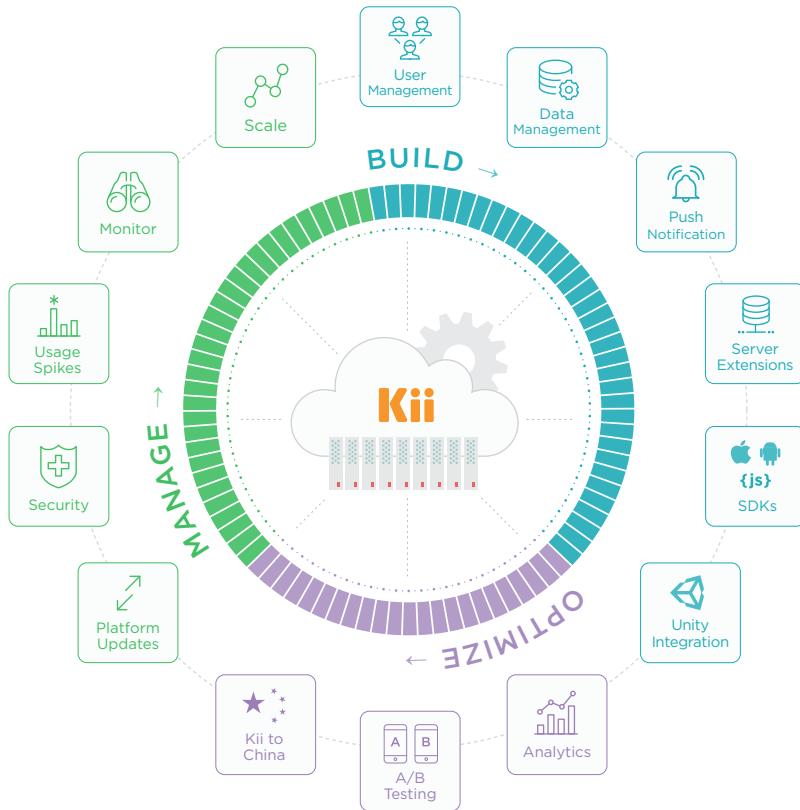 User
Management
Data
Management
Push
Notification
Server
Extensions
{js}
SDKs
Unity
Integration
Analytics
A
B
A/B
Testing
Kii to
China
Platform
Updates
Security
Usage
Spikes
Monitor
Scale
BUILD →
OPTIMIZE →
MANAGE →
Kii